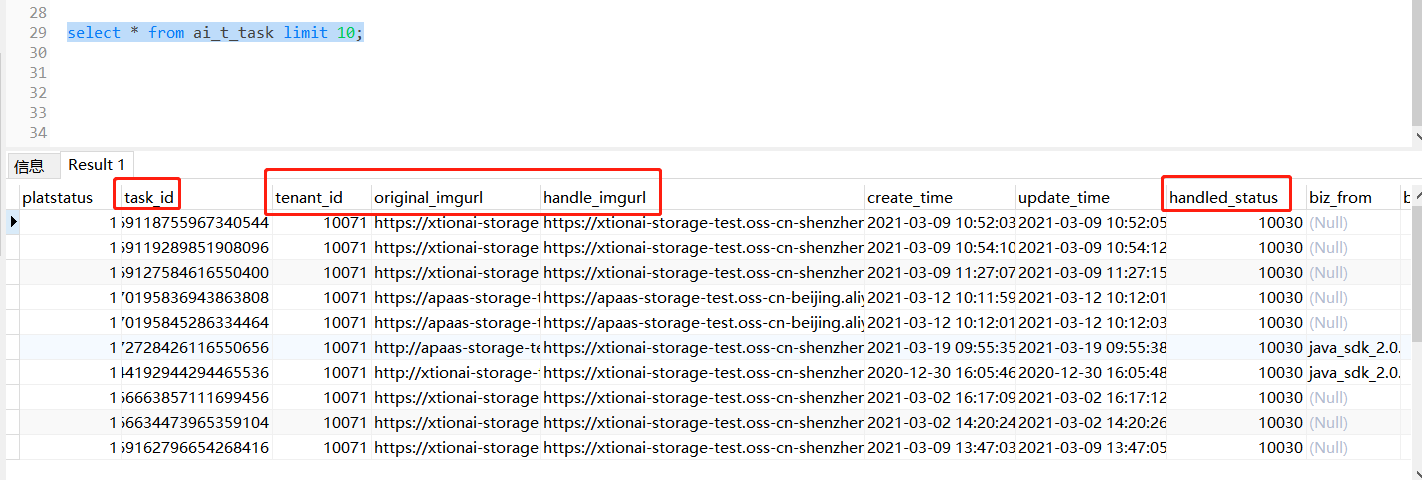 28
29 select * from ai_t_task limit 10;
30
31
32
33
34
信息 Result 1
platstatus task_id tenant_id original_imgurl handle_imgurl create_time update_time handled_status biz_from b
1 69118755967340544 10071 https://xtionai-storage https://xtionai-storage-test.oss-cn-shenzher 2021-03-09 10:52:03 2021-03-09 10:52:05 10030 (Null)
1 69119289851908096 10071 https://xtionai-storage https://xtionai-storage-test.oss-cn-shenzher 2021-03-09 10:54:10 2021-03-09 10:54:12 10030 (Null)
1 69127584616550400 10071 https://xtionai-storage https://xtionai-storage-test.oss-cn-shenzher 2021-03-09 11:27:07 2021-03-09 11:27:15 10030 (Null)
1 70195836943863808 10071 https://apaas-storage-t https://apaas-storage-test.oss-cn-beijing.aliy 2021-03-12 10:11:59 2021-03-12 10:12:01 10030 (Null)
1 70195845286334464 10071 https://apaas-storage-t https://apaas-storage-test.oss-cn-beijing.aliy 2021-03-12 10:12:01 2021-03-12 10:12:03 10030 (Null)
1 72728426116550656 10071 http://apaas-storage-te https://xtionai-storage-test.oss-cn-shenzher 2021-03-19 09:55:35 2021-03-19 09:55:38 10030 java_sdk_2.0.
1 44192944294465536 10071 http://xtionai-storage- https://xtionai-storage-test.oss-cn-shenzher 2020-12-30 16:05:46 2020-12-30 16:05:48 10030 java_sdk_2.0.
1 66663857111699456 10071 https://xtionai-storage https://xtionai-storage-test.oss-cn-shenzher 2021-03-02 16:17:09 2021-03-02 16:17:12 10030 (Null)
1 66634473965359104 10071 https://xtionai-storage https://xtionai-storage-test.oss-cn-shenzher 2021-03-02 14:20:24 2021-03-02 14:20:26 10030 (Null)
1 69162796654268416 10071 https://xtionai-storage https://xtionai-storage-test.oss-cn-shenzher 2021-03-09 13:47:03 2021-03-09 13:47:05 10030 (Null)